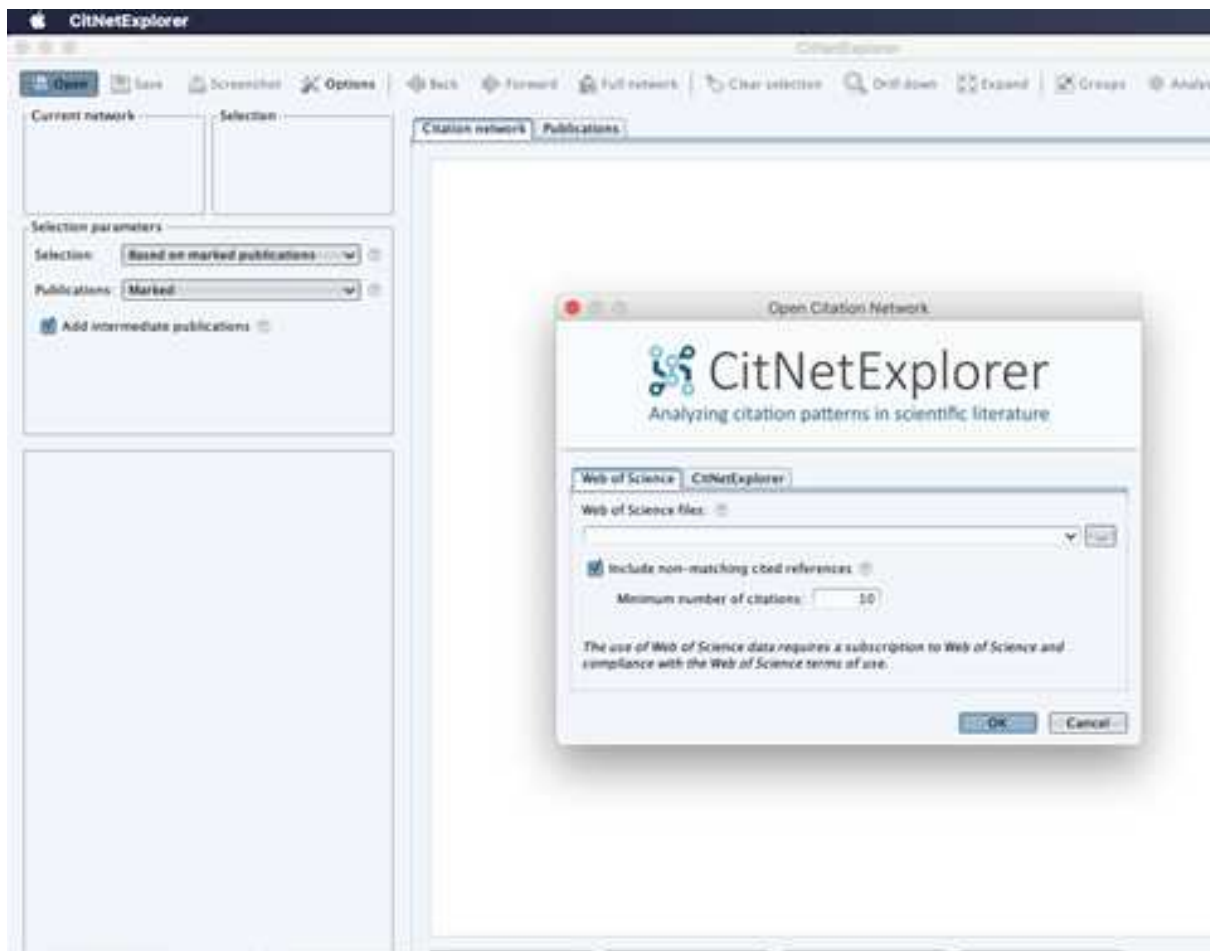 CitNetExplorer
CitNetExplorer
Open Save Screenshot Options Back Forward Full network Clear selection Drill down Expand Groups
Current network Selection
Citation network Publications
Selection parameters
Selection: Based on marked publications
Publications: Marked
Add intermediate publications
Open Citation Network
CitNetExplorer
Analyzing citation patterns in scientific literature
Web of Science CitNetExplorer
Web of Science files:
Include non-matching cited references
Minimum number of citations: 10
The use of Web of Science data requires a subscription to Web of Science and
compliance with the Web of Science terms of use.
OK Cancel